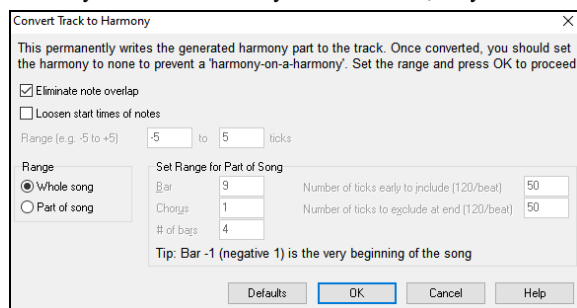 Convert Track to Harmony
This permanently writes the generated harmony part to the track. Once converted, you should set
the harmony to none to prevent a 'harmony-on-a-harmony'. Set the range and press OK to proceed
Eliminate note overlap
Loosen start times of notes
Range (e.g. -5 to +5) -5 to 5 ticks
Range
Whole song
Part of song
Set Range for Part of Song
Bar 9 Number of ticks early to include (120/beat) 50
Chorus 1 Number of ticks to exclude at end (120/beat) 50
# of bars 4
Tip: Bar -1 (negative 1) is the very beginning of the song
Defaults OK Cancel Help